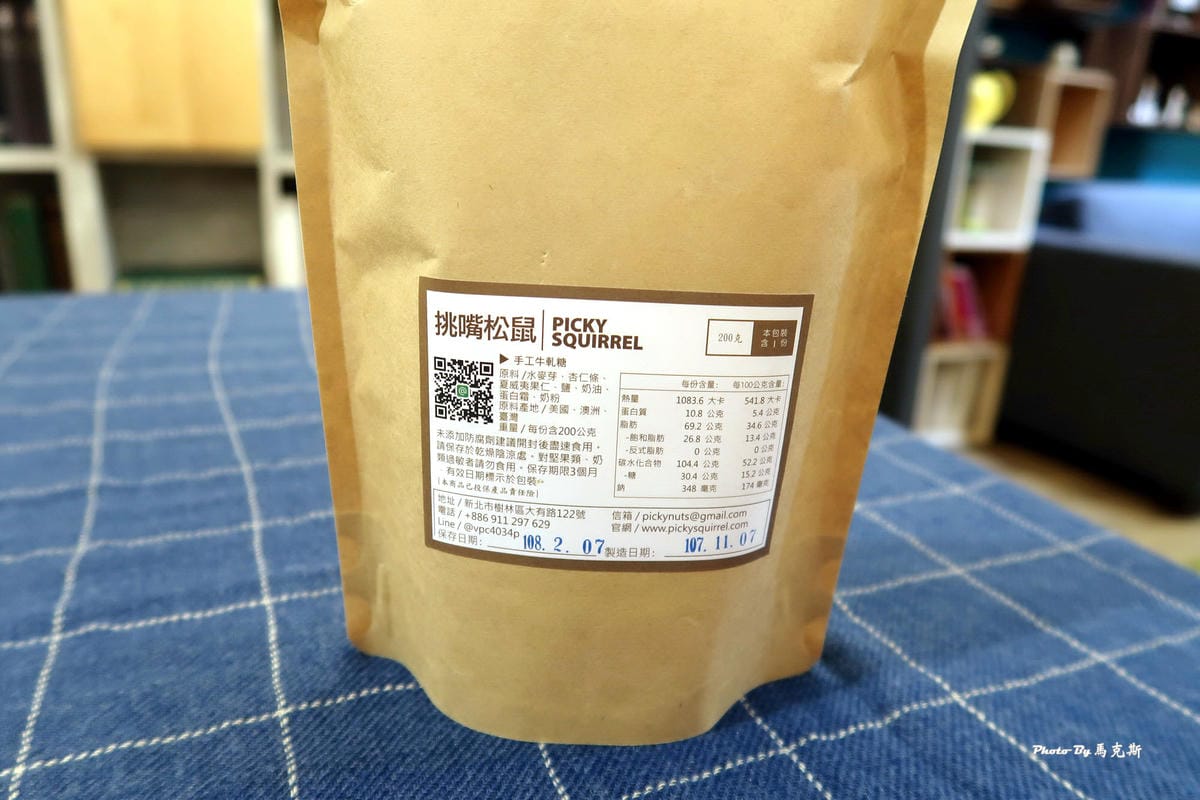 挑嘴松鼠 PICKY SQUIRREL
200克 本包裝含1份
▶ 手工牛軋糖
原料/水麥芽、杏仁條、
夏威夷果仁、鹽、奶油、
蛋白霜、奶粉
原料產地/美國、澳洲、
臺灣
重量/每份含200公克
未添加防腐劑建議開封後盡速食用。
請保存於乾燥陰涼處。對堅果類、奶
類過敏者請勿食用。保存期限3個月
，有效日期標示於包裝。
(本商品已投保產品責任險)
每份含量: 每100公克含量:
熱量 1083.6 大卡 541.8 大卡
蛋白質 10.8 公克 5.4 公克
脂肪 69.2 公克 34.6 公克
-飽和脂肪 26.8 公克 13.4 公克
-反式脂肪 0 公克 0 公克
碳水化合物 104.4 公克 52.2 公克
-糖 30.4 公克 15.2 公克
鈉 348 毫克 174 毫克
地址/新北市樹林區大有路122號
電話/+886 911 297 629
Line/@vpc4034p
信箱/pickynuts@gmail.com
官網/www.pickysquirrel.com
保存日期: 108.2.07 製造日期: 107.11.07
Photo By 馬克斯